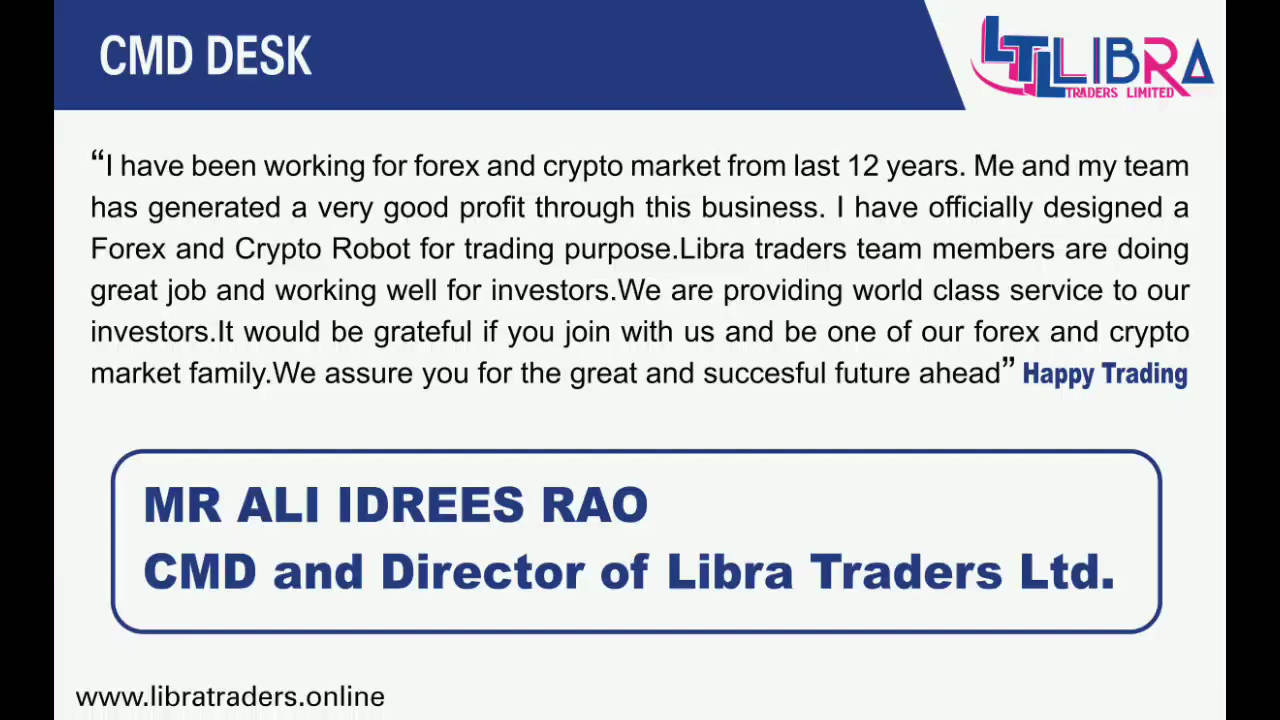 CMD DESK
LTL LIBRA
TRADERS LIMITED
“I have been working for forex and crypto market from last 12 years. Me and my team
has generated a very good profit through this business. I have officially designed a
Forex and Crypto Robot for trading purpose.Libra traders team members are doing
great job and working well for investors.We are providing world class service to our
investors.It would be grateful if you join with us and be one of our forex and crypto
market family.We assure you for the great and succesful future ahead” Happy Trading
MR ALI IDREES RAO
CMD and Director of Libra Traders Ltd.
www.libratraders.online